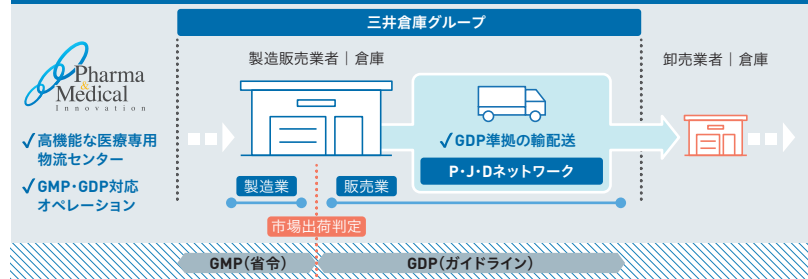 三井倉庫グループ
Pharma
&
Medical
Innovation
✓高機能な医療専用
物流センター
✓GMP・GDP対応
オペレーション
製造販売業者｜倉庫
卸売業者｜倉庫
✓GDP準拠の輸配送
P・J・Dネットワーク
製造業
販売業
市場出荷判定
GMP（省令）
GDP（ガイドライン）